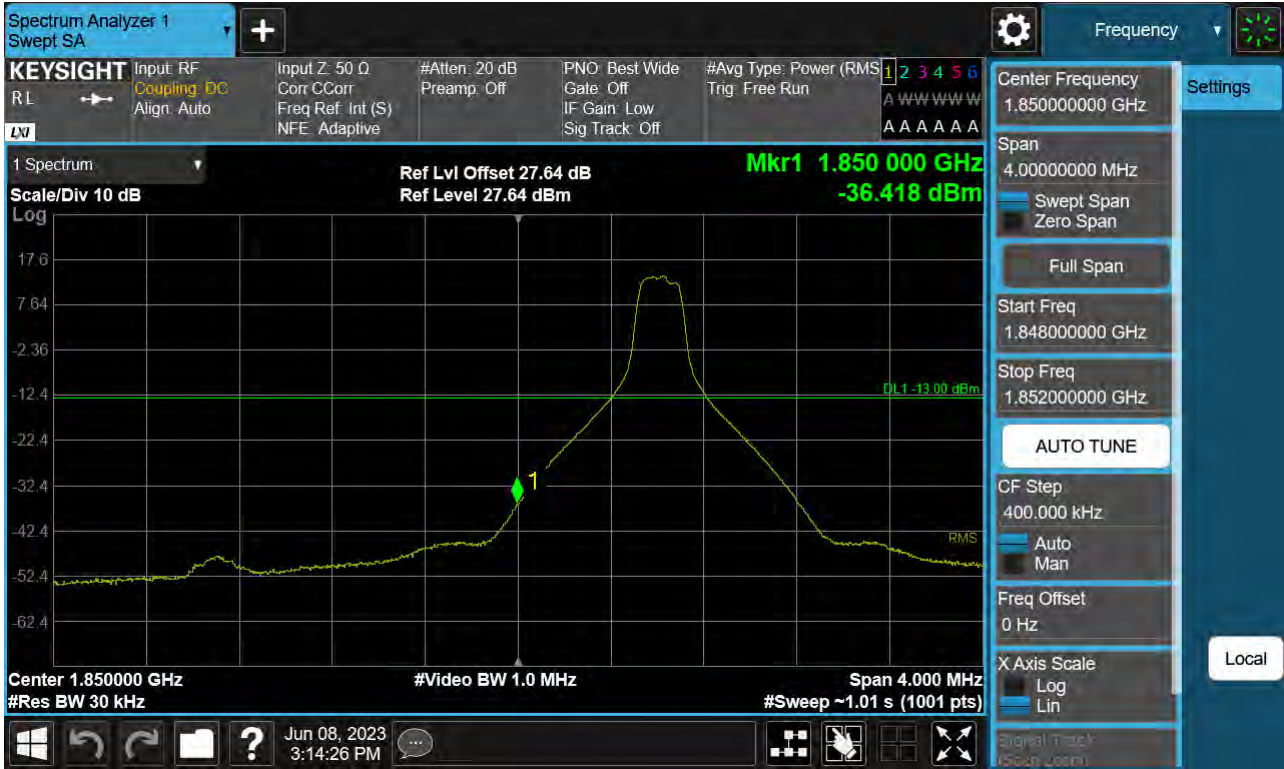 Spectrum Analyzer 1
Swept SA
+
Frequency
KEYSIGHT
RL
LXI
Input: RF
Coupling: DC
Align: Auto
Input Z: 50 Ω
Corr CCorr
Freq Ref: Int (S)
NFE: Adaptive
#Atten: 20 dB
Preamp: Off
PNO: Best Wide
Gate: Off
IF Gain: Low
Sig Track: Off
#Avg Type: Power (RMS
Trig: Free Run
1 2 3 4 5 6
A W W W W W
A A A A A A
1 Spectrum
Scale/Div 10 dB
Log
Ref Lvl Offset 27.64 dB
Ref Level 27.64 dBm
Mkr1 1.850 000 GHz
-36.418 dBm
17.6
7.64
-2.36
-12.4
-22.4
-32.4
-42.4
-52.4
-62.4
DL1 -13.00 dBm
1
RMS
Center 1.850000 GHz
#Video BW 1.0 MHz
Span 4.000 MHz
#Res BW 30 kHz
#Sweep ~1.01 s (1001 pts)
Center Frequency
1.850000000 GHz
Settings
Span
4.00000000 MHz
Swept Span
Zero Span
Full Span
Start Freq
1.848000000 GHz
Stop Freq
1.852000000 GHz
AUTO TUNE
CF Step
400.000 kHz
Auto
Man
Freq Offset
0 Hz
X Axis Scale
Log
Lin
Local
Signal Track
(Span Zoom)
?
Jun 08, 2023
3:14:26 PM